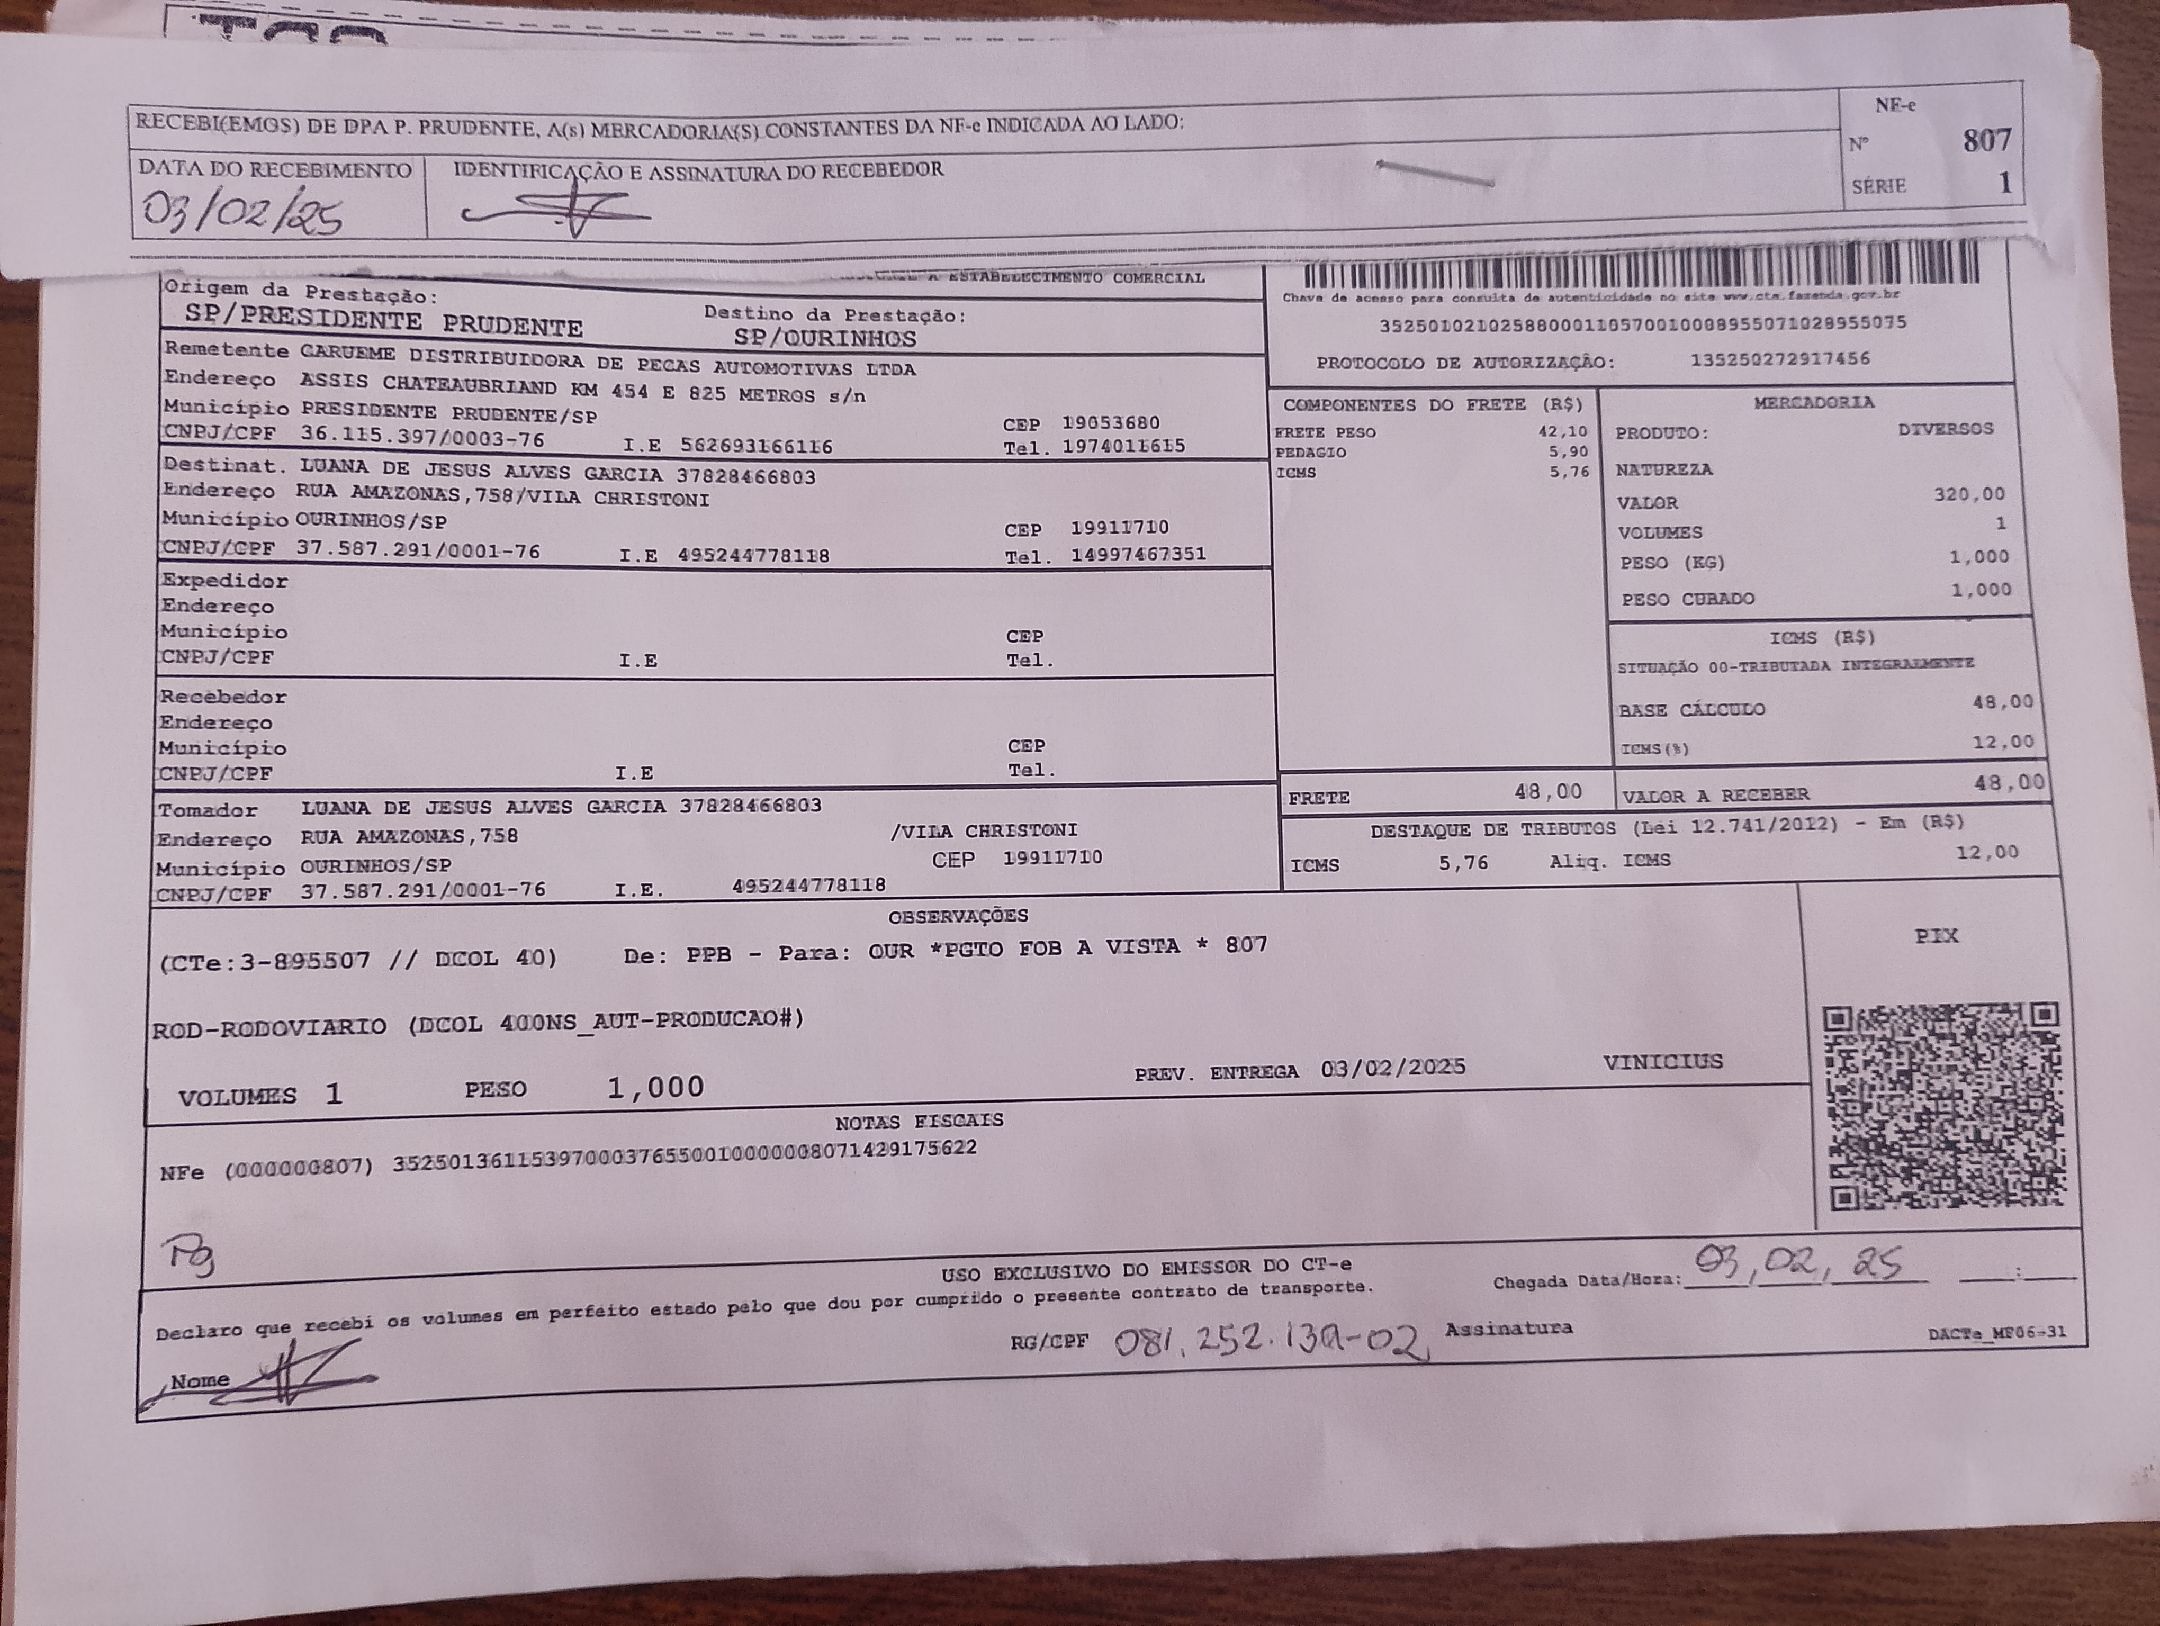 RECEBI(EMOS) DE DPA P. PRUDENTE, A(s) MERCADORIA(S) CONSTANTES DA NF-e INDICADA AO LADO:
NF-e
Nº 807
SÉRIE 1
DATA DO RECEBIMENTO
IDENTIFICAÇÃO E ASSINATURA DO RECEBEDOR
03/02/25
A ESTABELECIMENTO COMERCIAL
Origem da Prestação:
Destino da Prestação:
SP/PRESIDENTE PRUDENTE
SP/OURINHOS
Remetente CARUEME DISTRIBUIDORA DE PECAS AUTOMOTIVAS LTDA
Endereço ASSIS CHATEAUBRIAND KM 454 E 825 METROS s/n
Município PRESIDENTE PRUDENTE/SP CEP 19053680
CNPJ/CPF 36.115.397/0003-76 I.E 562693166116 Tel. 1974011615
Destinat. LUANA DE JESUS ALVES GARCIA 37828466803
Endereço RUA AMAZONAS,758/VILA CHRISTONI
Município OURINHOS/SP CEP 19911710
CNPJ/CPF 37.587.291/0001-76 I.E 495244778118 Tel. 14997467351
Expedidor
Endereço
Município CEP
CNPJ/CPF I.E Tel.
Recebedor
Endereço
Município CEP
CNPJ/CPF I.E Tel.
Tomador LUANA DE JESUS ALVES GARCIA 37828466803
Endereço RUA AMAZONAS,758 /VILA CHRISTONI
Município OURINHOS/SP CEP 19911710
CNPJ/CPF 37.587.291/0001-76 I.E. 495244778118
Chave de acesso para consulta de autenticidade no site www.cte.fazenda.gov.br
35250102102588000110570010008955071028955075
PROTOCOLO DE AUTORIZAÇÃO: 135250272917456
COMPONENTES DO FRETE (R$)
FRETE PESO 42,10
PEDAGIO 5,90
ICMS 5,76
MERCADORIA
PRODUTO: DIVERSOS
NATUREZA
VALOR 320,00
VOLUMES 1
PESO (KG) 1,000
PESO CUBADO 1,000
ICMS (R$)
SITUAÇÃO 00-TRIBUTADA INTEGRALMENTE
BASE CÁLCULO 48,00
ICMS(%) 12,00
FRETE 48,00 VALOR A RECEBER 48,00
DESTAQUE DE TRIBUTOS (Lei 12.741/2012) - Em (R$)
ICMS 5,76 Aliq. ICMS 12,00
OBSERVAÇÕES
(CTe:3-895507 // DCOL 40) De: PPB - Para: OUR *PGTO FOB A VISTA * 807
PIX
ROD-RODOVIARIO (DCOL 400NS_AUT-PRODUCAO#)
VOLUMES 1 PESO 1,000 PREV. ENTREGA 03/02/2025 VINICIUS
NOTAS FISCAIS
NFe (000000807) 35250136115397000376550010000008071429175622
Pg
USO EXCLUSIVO DO EMISSOR DO CT-e
Declaro que recebi os volumes em perfeito estado pelo que dou por cumprido o presente contrato de transporte.
Chegada Data/Hora: 03,02,25 :
Nome
RG/CPF 081.252.139-02
Assinatura
DACTe_MF06-31